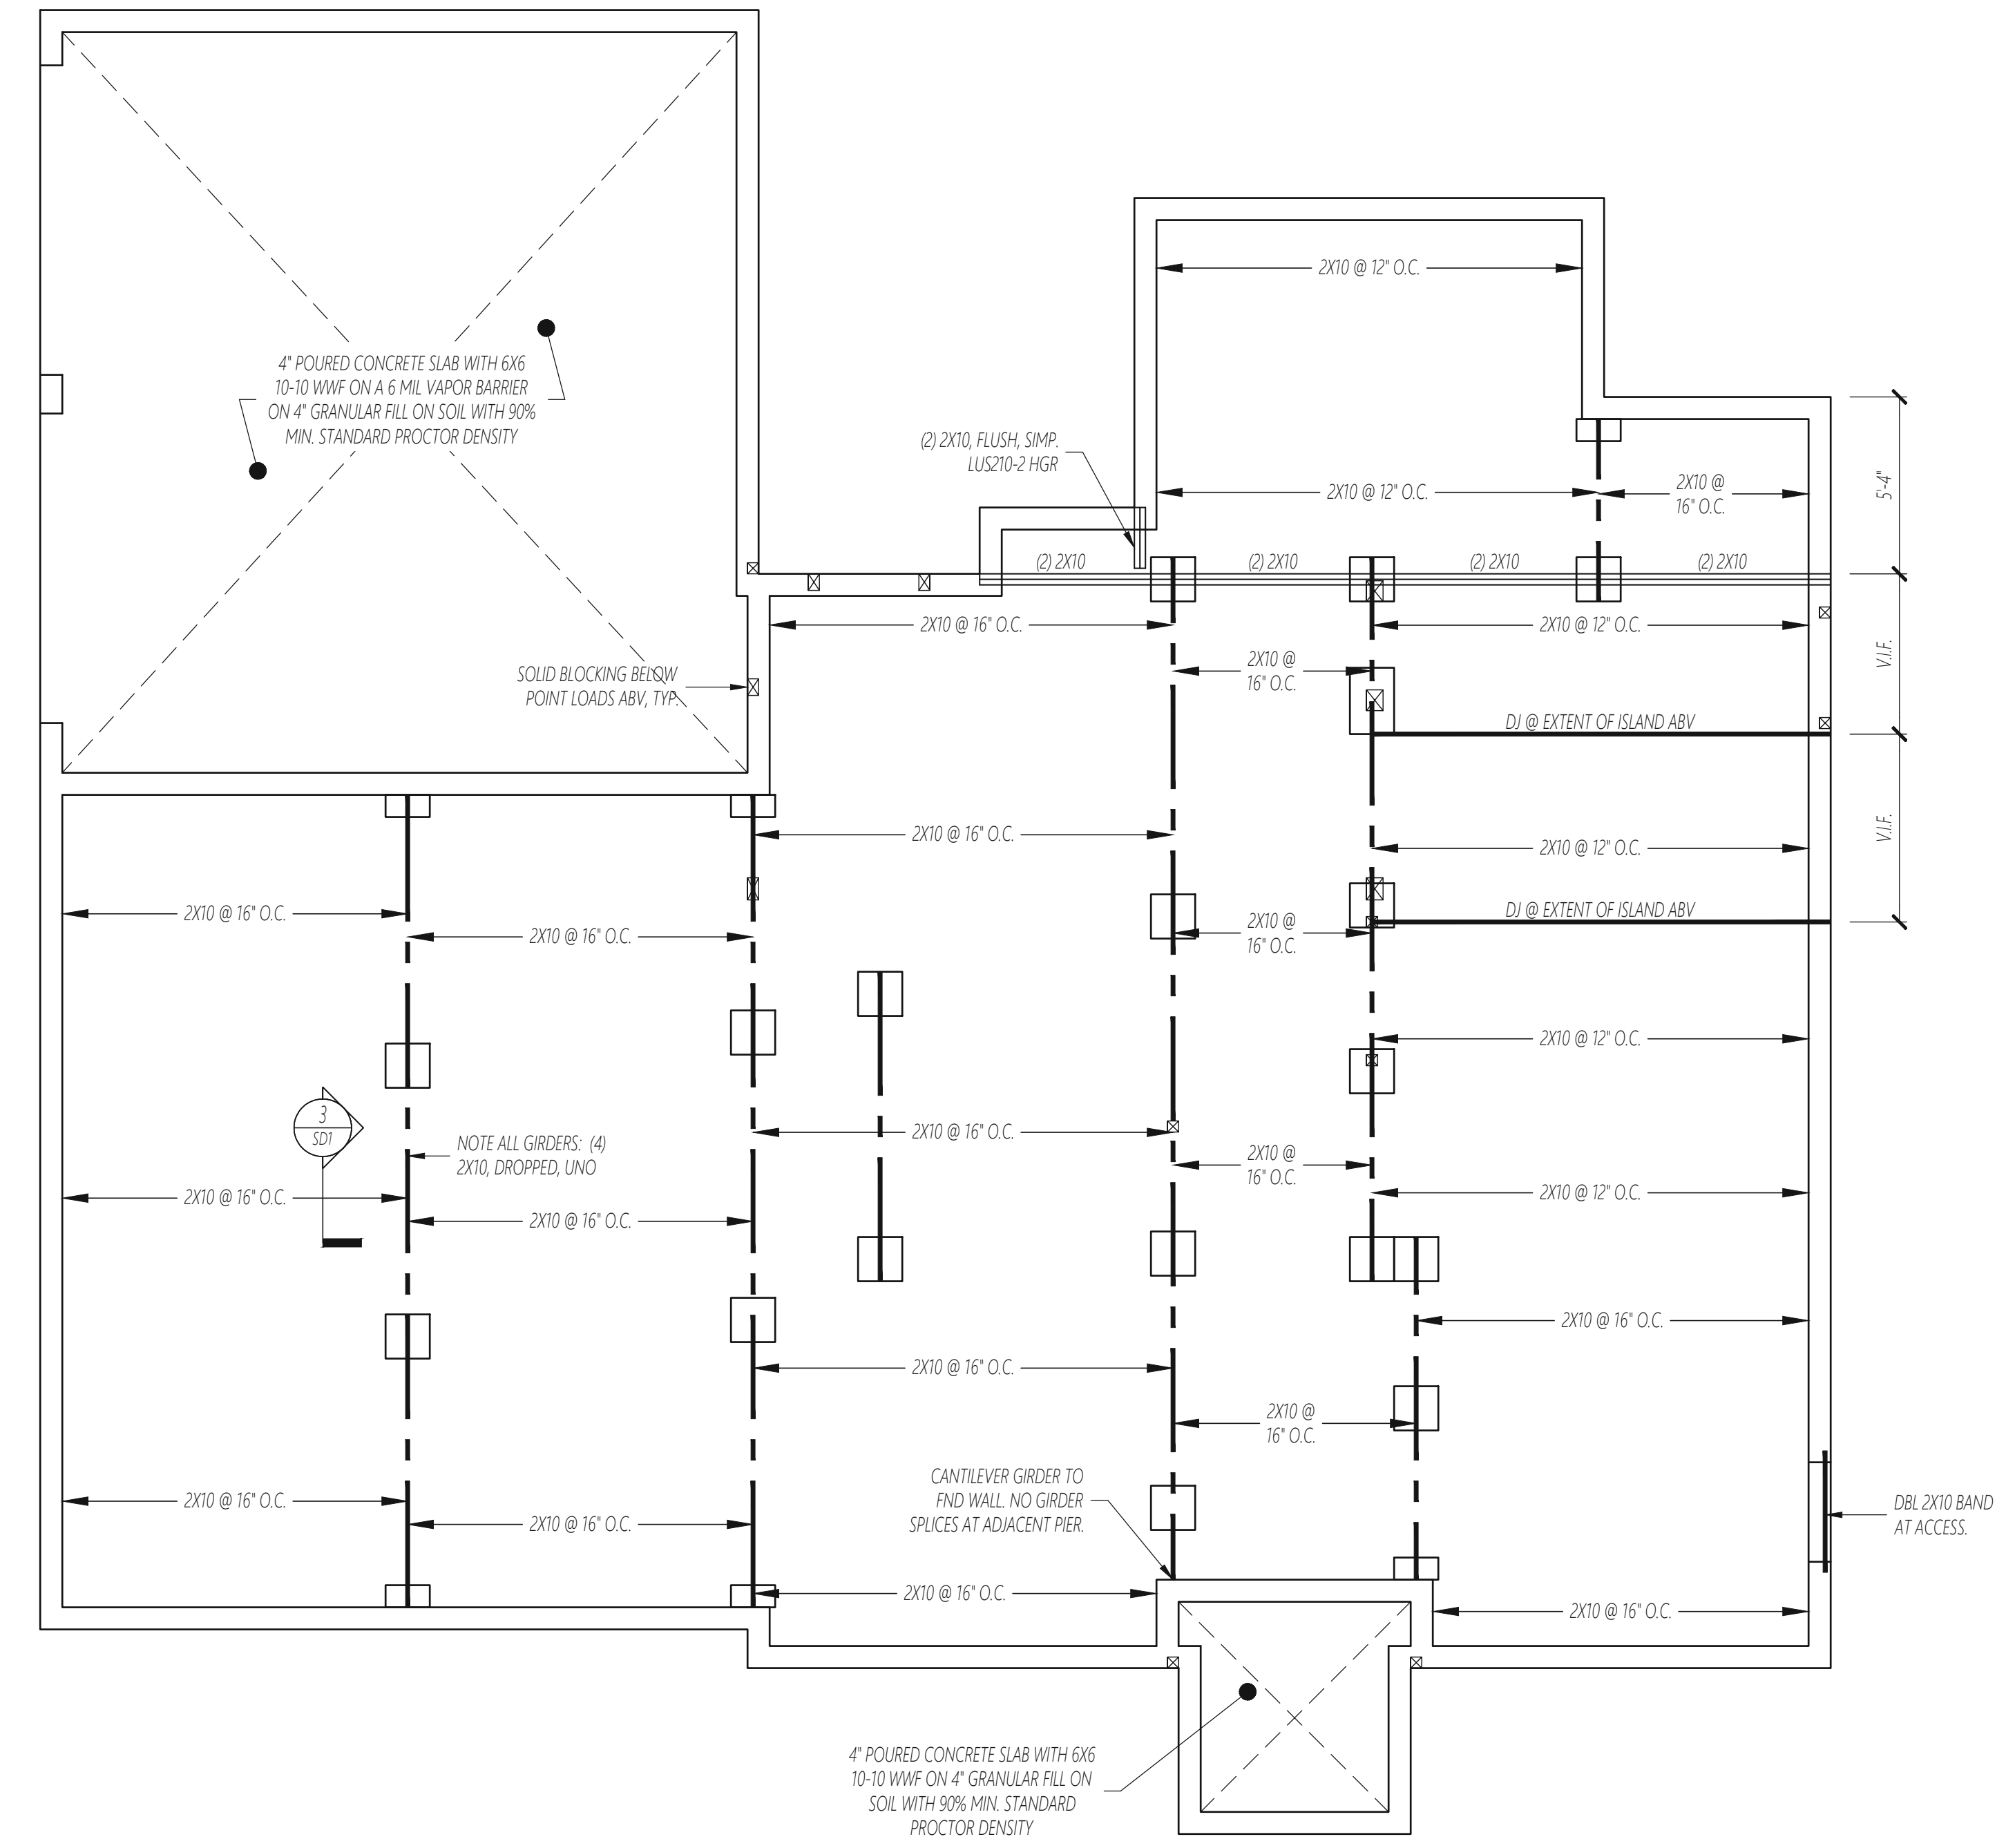 2X10 @ 12" O.C.
4" POURED CONCRETE SLAB WITH 6X6
10-10 WWF ON A 6 MIL VAPOR BARRIER
ON 4" GRANULAR FILL ON SOIL WITH 90%
MIN. STANDARD PROCTOR DENSITY
(2) 2X10, FLUSH, SIMP.
LUS210-2 HGR
2X10 @ 12" O.C.
2X10 @
16" O.C.
5'-4"
(2) 2X10
(2) 2X10
(2) 2X10
(2) 2X10
2X10 @ 16" O.C.
2X10 @ 12" O.C.
2X10 @
16" O.C.
V.I.F.
SOLID BLOCKING BELOW
POINT LOADS ABV, TYP.
DJ @ EXTENT OF ISLAND ABV
2X10 @ 16" O.C.
2X10 @ 12" O.C.
V.I.F.
2X10 @ 16" O.C.
2X10 @ 16" O.C.
2X10 @
16" O.C.
DJ @ EXTENT OF ISLAND ABV
2X10 @ 12" O.C.
3
SD1
NOTE ALL GIRDERS: (4)
2X10, DROPPED, UNO
2X10 @ 16" O.C.
2X10 @
16" O.C.
2X10 @ 16" O.C.
2X10 @ 16" O.C.
2X10 @ 12" O.C.
2X10 @ 16" O.C.
2X10 @ 16" O.C.
2X10 @
16" O.C.
CANTILEVER GIRDER TO
FND WALL. NO GIRDER
SPLICES AT ADJACENT PIER.
2X10 @ 16" O.C.
2X10 @ 16" O.C.
DBL 2X10 BAND
AT ACCESS.
2X10 @ 16" O.C.
2X10 @ 16" O.C.
4" POURED CONCRETE SLAB WITH 6X6
10-10 WWF ON 4" GRANULAR FILL ON
SOIL WITH 90% MIN. STANDARD
PROCTOR DENSITY